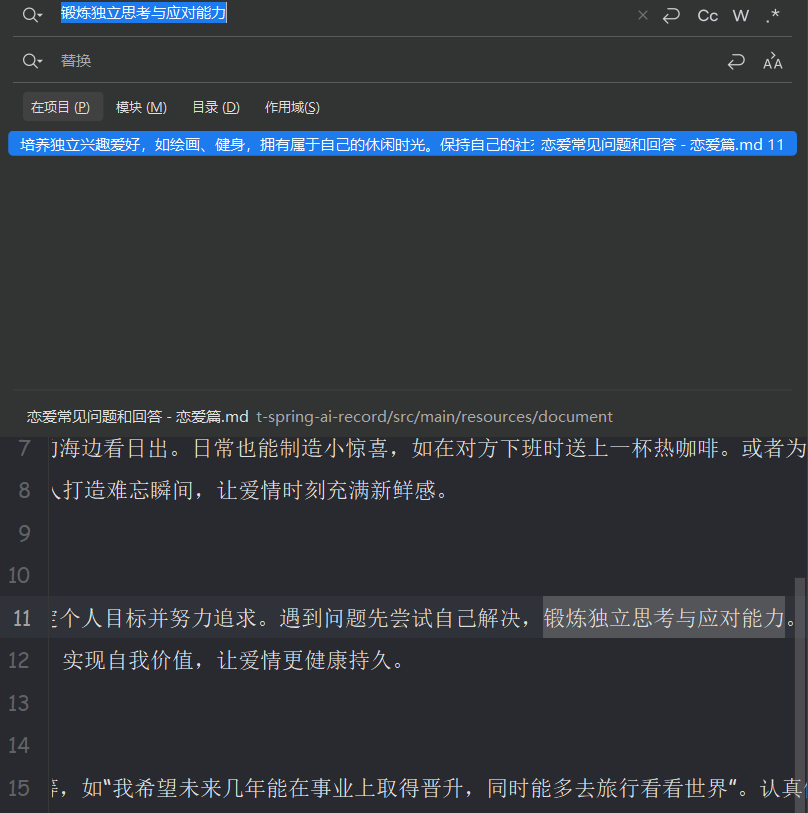 锻炼独立思考与应对能力 Cc W .*
替换
在项目 (P) 模块 (M) 目录 (D) 作用域(S)
培养独立兴趣爱好，如绘画、健身，拥有属于自己的休闲时光。保持自己的社 恋爱常见问题和回答 - 恋爱篇.md 11
恋爱常见问题和回答 - 恋爱篇.md t-spring-ai-record/src/main/resources/document
7 海边看日出。日常也能制造小惊喜，如在对方下班时送上一杯热咖啡。或者为
8 打造难忘瞬间，让爱情时刻充满新鲜感。
9
10
11 个人目标并努力追求。遇到问题先尝试自己解决，锻炼独立思考与应对能力。
12 实现自我价值，让爱情更健康持久。
13
14
15 ，如“我希望未来几年能在事业上取得晋升，同时能多去旅行看看世界”。认真